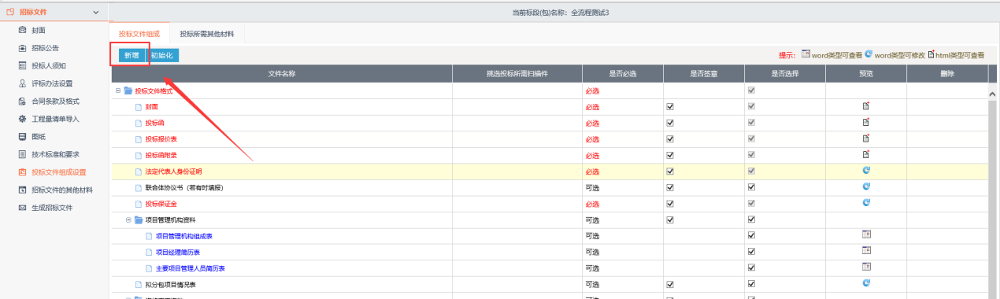 招标文件
当前标段(包)名称：全流程测试3
封面
招标公告
投标人须知
评标办法设置
合同条款及格式
工程量清单导入
图纸
技术标准和要求
投标文件组成设置
招标文件的其他材料
生成招标文件
投标文件组成 投标所需其他材料
新增 初始化
提示： word类型可查看 word类型可修改 html类型可查看
文件名称 挑选投标所需扫描件 是否必选 是否签章 是否选择 预览 删除
投标文件格式 必选
封面 必选
投标函 必选
投标报价表 必选
投标函附录 必选
法定代表人身份证明 必选
联合体协议书（若有时填报） 可选
投标保证金 必选
项目管理机构资料 可选
项目管理机构组成表 可选
项目经理简历表 可选
主要项目管理人员简历表 可选
拟分包项目情况表 可选